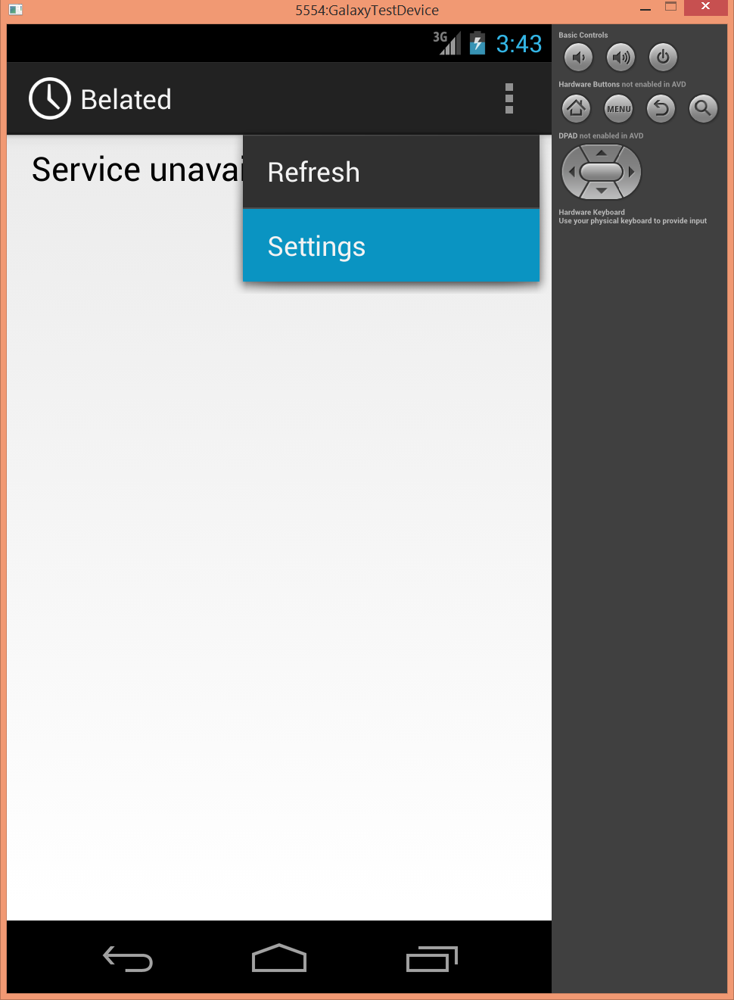 5554:GalaxyTestDevice
3G 3:43
Belated
Service unavai
Refresh
Settings
Basic Controls
Hardware Buttons not enabled in AVD
MENU
DPAD not enabled in AVD
Hardware Keyboard
Use your physical keyboard to provide input